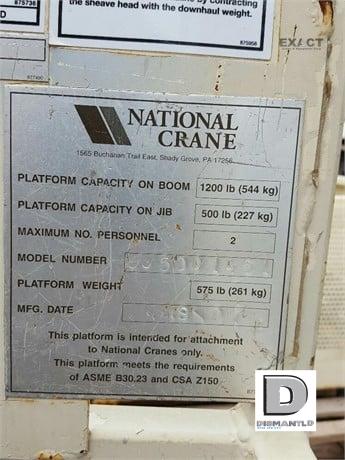 the sheave head with the downhaul weight.
875736
875956
EXACT
NATIONAL
CRANE
1565 Buchanan Trail East, Shady Grove, PA 17256
PLATFORM CAPACITY ON BOOM 1200 lb (544 kg)
PLATFORM CAPACITY ON JIB 500 lb (227 kg)
MAXIMUM NO. PERSONNEL 2
MODEL NUMBER
PLATFORM WEIGHT 575 lb (261 kg)
MFG. DATE
This platform is intended for attachment
to National Cranes only.
This platform meets the requirements
of ASME B30.23 and CSA Z150
D
DISMANTLD